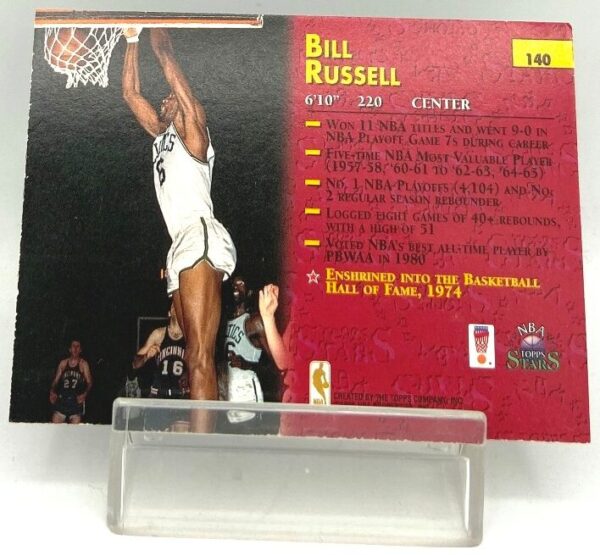 BILL
RUSSELL
140
6'10" 220 CENTER
WON 11 NBA TITLES AND WENT 9-0 IN
NBA PLAYOFF GAME 7S DURING CAREER
FIVE-TIME NBA MOST VALUABLE PLAYER
(1957-58, '60-61 TO '62-63, '64-65)
NO. 1 NBA PLAYOFFS (4,104) AND NO.
2 REGULAR SEASON REBOUNDER
LOGGED EIGHT GAMES OF 40+ REBOUNDS,
WITH A HIGH OF 51
VOTED NBA'S BEST ALL-TIME PLAYER BY
PBWAA IN 1980
ENSHRINED INTO THE BASKETBALL
HALL OF FAME, 1974
6
27
16
NBA
TOPPS
STARS
NBA
CREATED BY THE TOPPS COMPANY, INC.